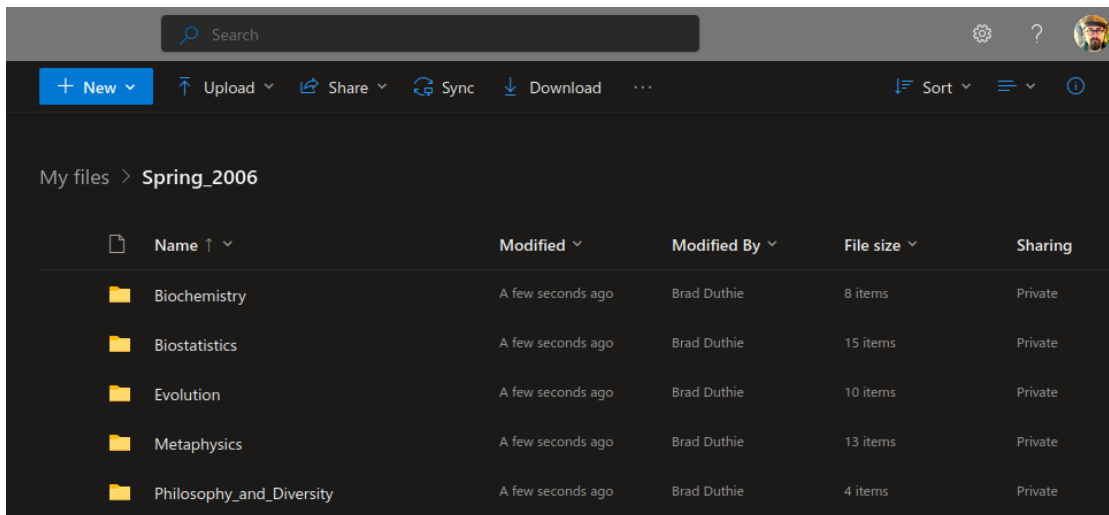 Search ?
+ New Upload Share Sync Download ... Sort
My files > Spring_2006
Name ↑ Modified Modified By File size Sharing
Biochemistry A few seconds ago Brad Duthie 8 items Private
Biostatistics A few seconds ago Brad Duthie 15 items Private
Evolution A few seconds ago Brad Duthie 10 items Private
Metaphysics A few seconds ago Brad Duthie 13 items Private
Philosophy_and_Diversity A few seconds ago Brad Duthie 4 items Private